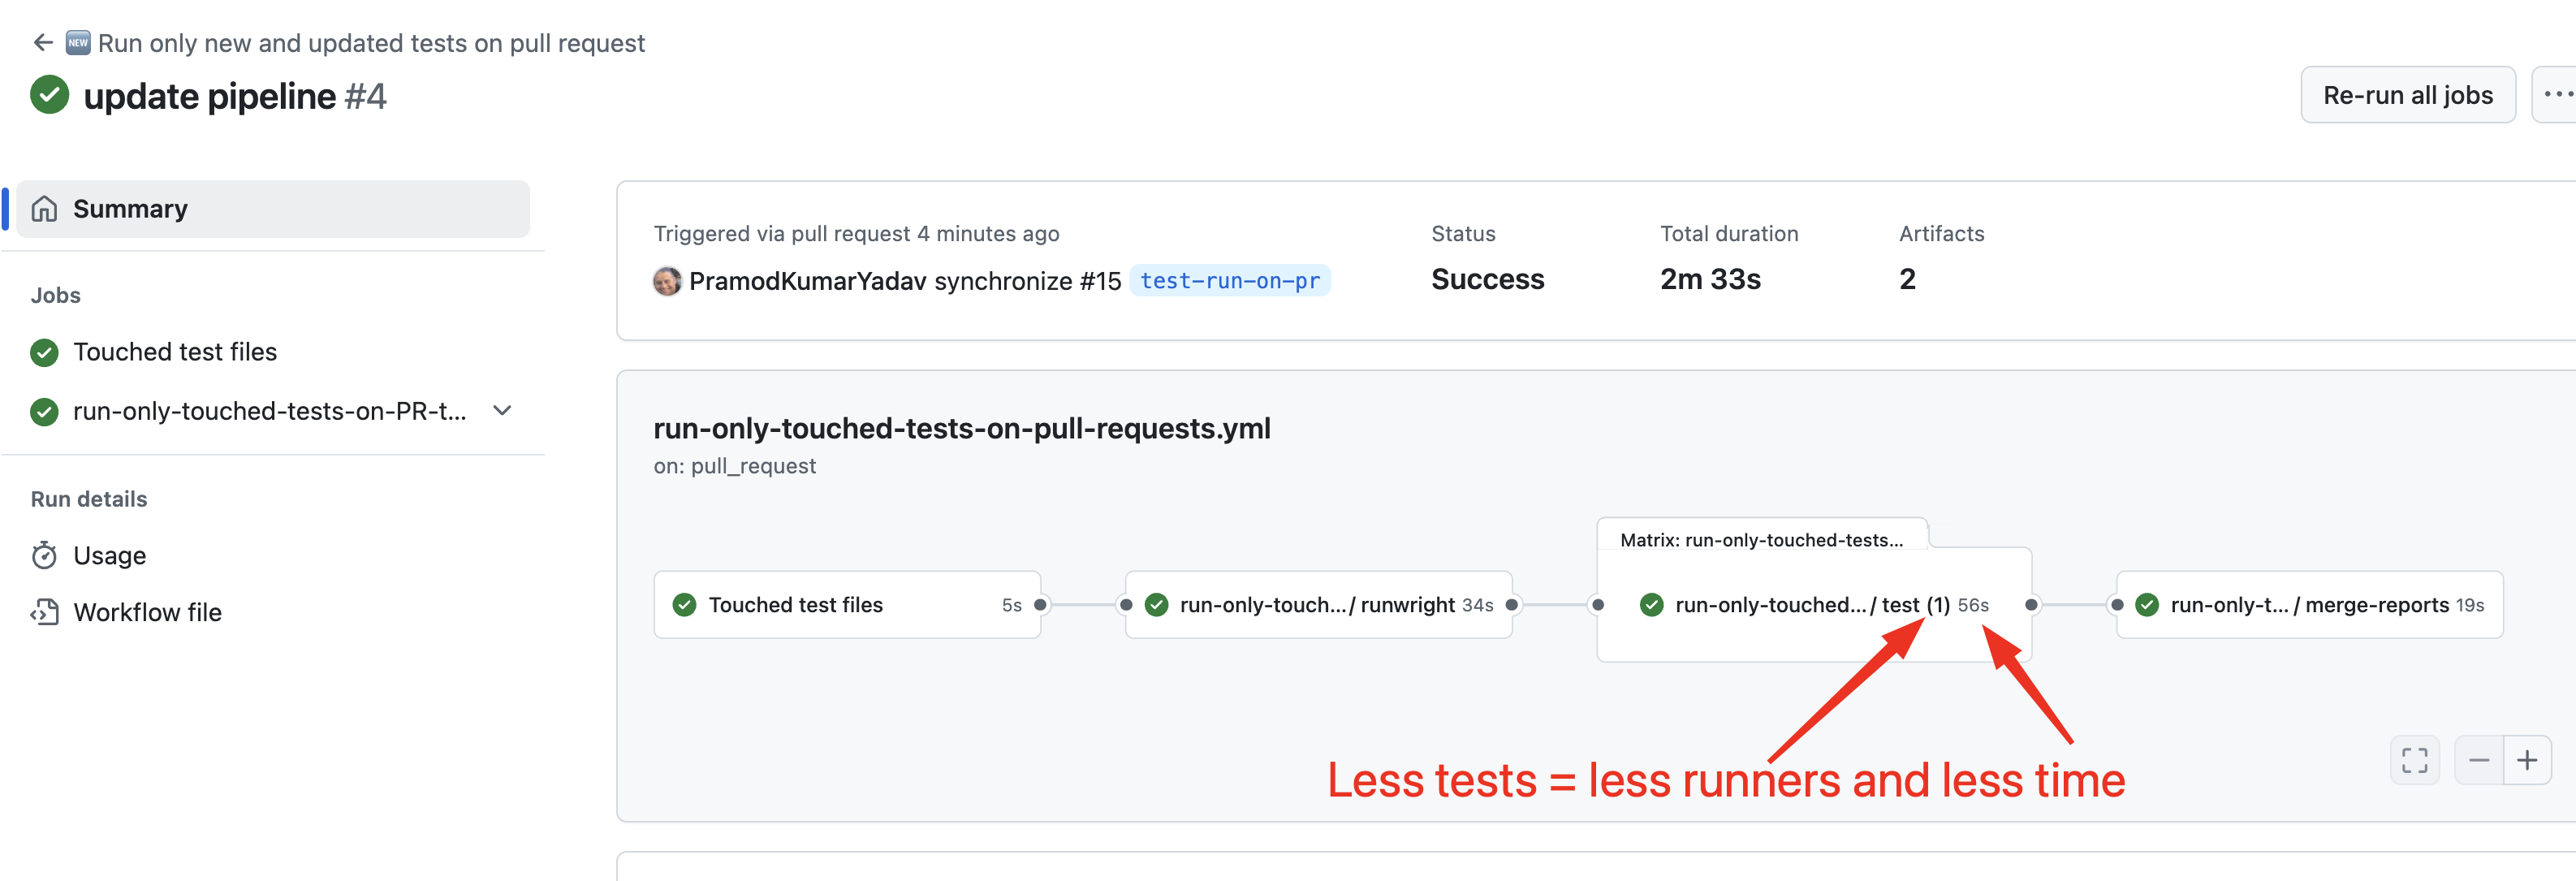 NEW Run only new and updated tests on pull request
update pipeline #4
Re-run all jobs
Summary
Jobs
Touched test files
run-only-touched-tests-on-PR-t...
Run details
Usage
Workflow file
Triggered via pull request 4 minutes ago
PramodKumarYadav synchronize #15 test-run-on-pr
Status
Success
Total duration
2m 33s
Artifacts
2
run-only-touched-tests-on-pull-requests.yml
on: pull_request
Touched test files 5s
run-only-touch... / runwright 34s
Matrix: run-only-touched-tests...
run-only-touched... / test (1) 56s
run-only-t... / merge-reports 19s
Less tests = less runners and less time